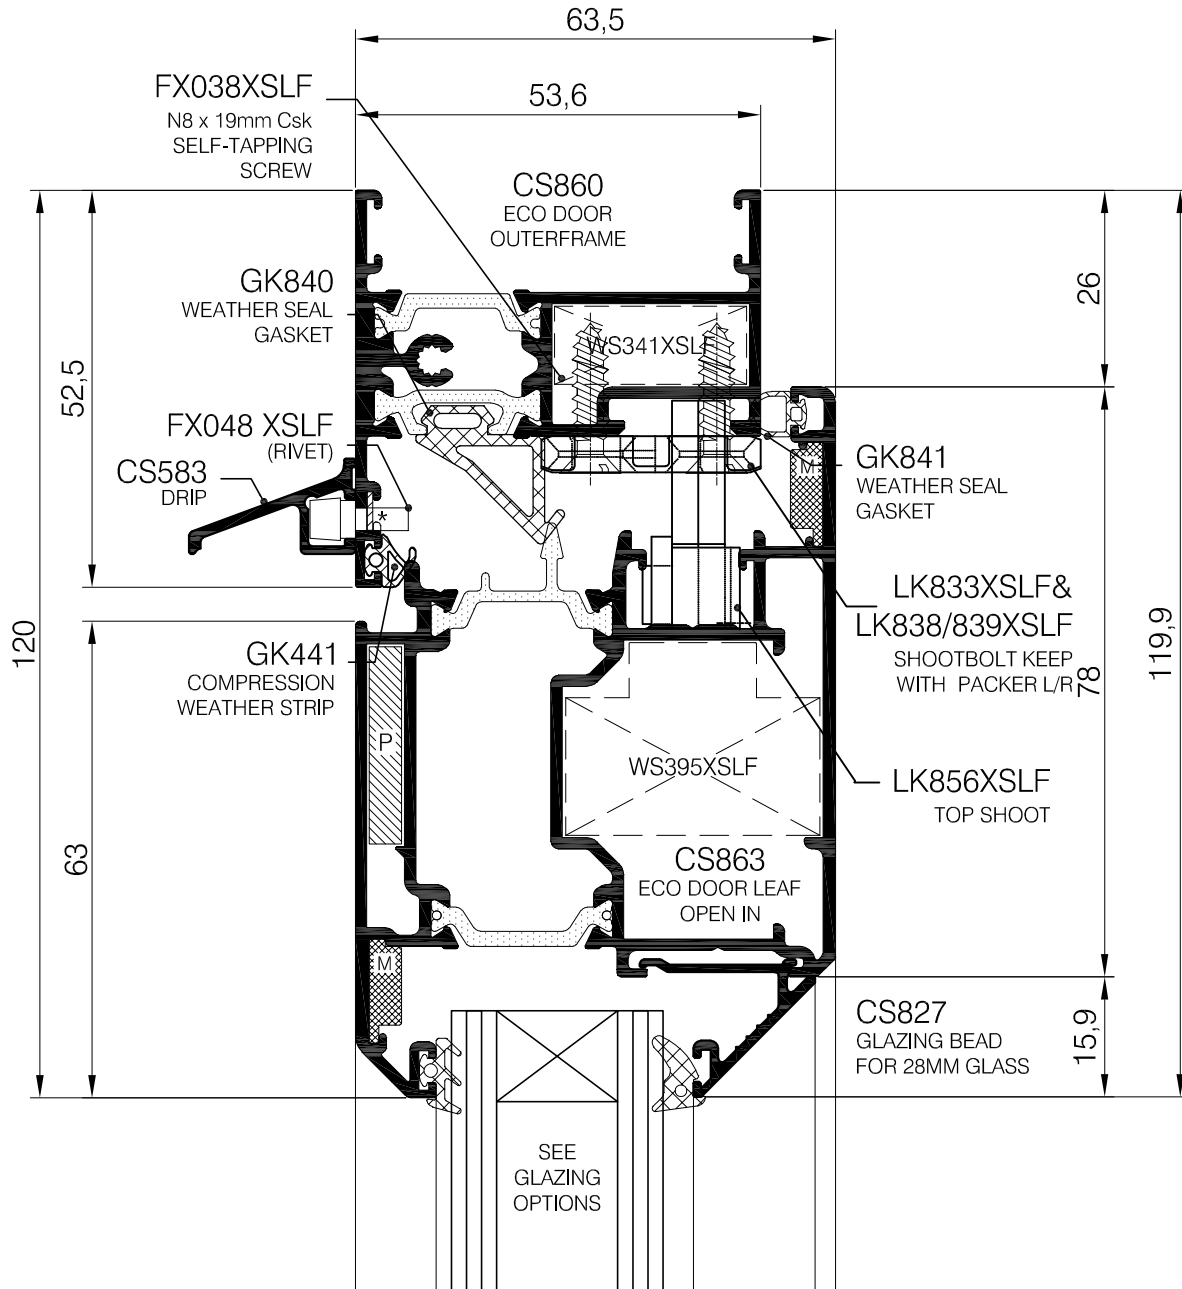 63,5
53,6
FX038XSLF
N8 x 19mm Csk
SELF-TAPPING
SCREW
CS860
ECO DOOR
OUTERFRAME
GK840
WEATHER SEAL
GASKET
WS341XSLF
26
52,5
FX048 XSLF
(RIVET)
CS583
DRIP
*
M
GK841
WEATHER SEAL
GASKET
LK833XSLF&
LK838/839XSLF
SHOOTBOLT KEEP
WITH PACKER L/R
120
119,9
78
GK441
COMPRESSION
WEATHER STRIP
P
WS395XSLF
LK856XSLF
TOP SHOOT
63
CS863
ECO DOOR LEAF
OPEN IN
M
CS827
GLAZING BEAD
FOR 28MM GLASS
15,9
SEE
GLAZING
OPTIONS